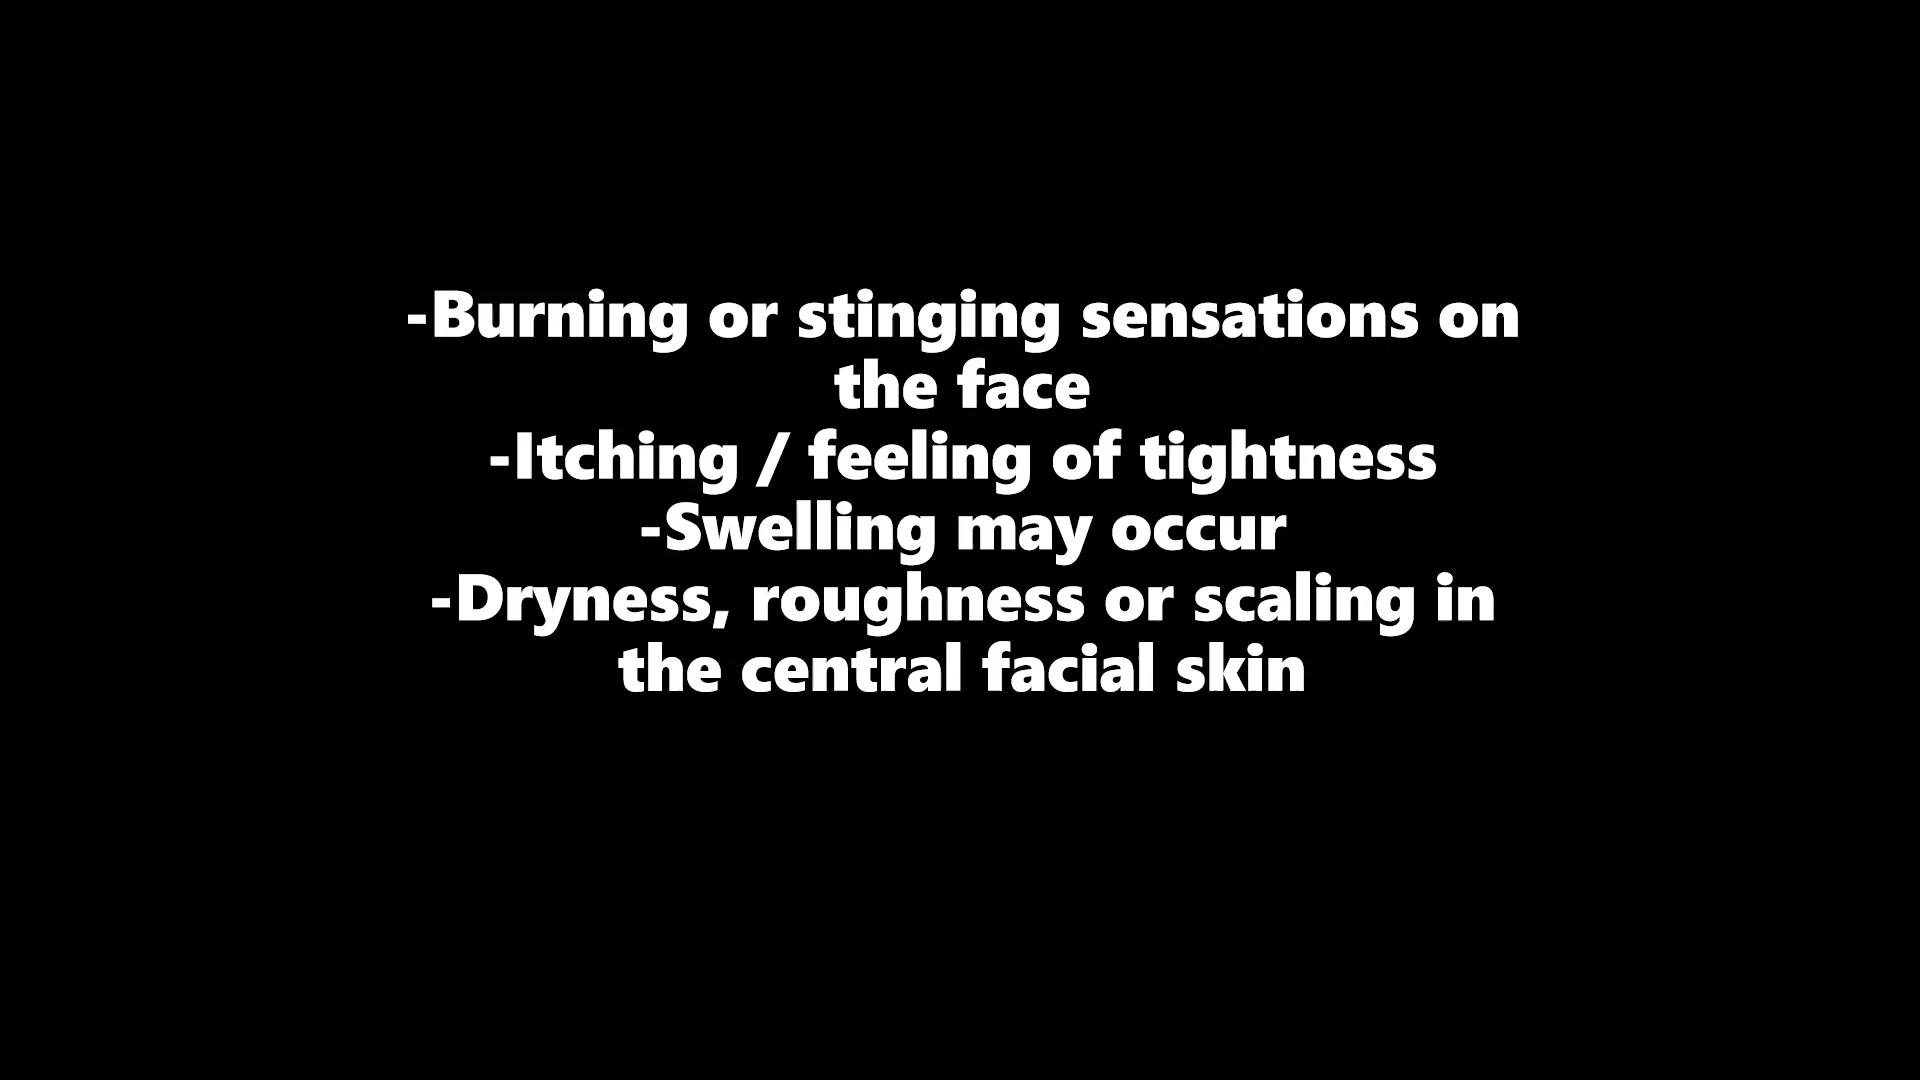 -Burning or stinging sensations on
the face
-Itching / feeling of tightness
-Swelling may occur
-Dryness, roughness or scaling in
the central facial skin